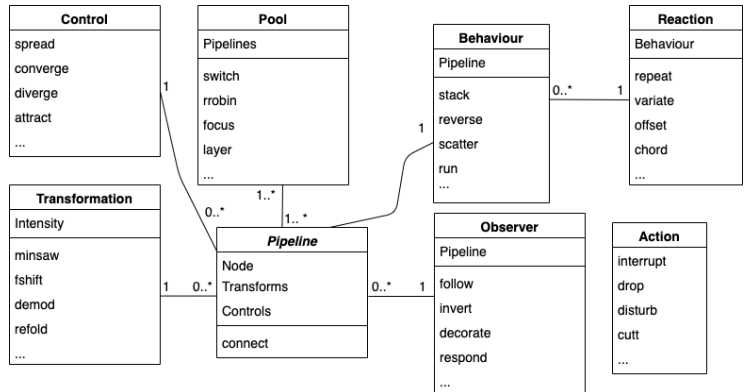 Control
spread
converge
diverge
attract
...
Pool
Pipelines
switch
rrobin
focus
layer
...
Behaviour
Pipeline
stack
reverse
scatter
run
...
Reaction
Behaviour
repeat
variate
offset
chord
...
1
0..*
1..*
1.. *
1
0..*
1
Transformation
Intensity
minsaw
fshift
demod
refold
...
1
0..*
Pipeline
Node
Transforms
Controls
connect
0..*
1
Observer
Pipeline
follow
invert
decorate
respond
...
Action
interrupt
drop
disturb
cutt
...